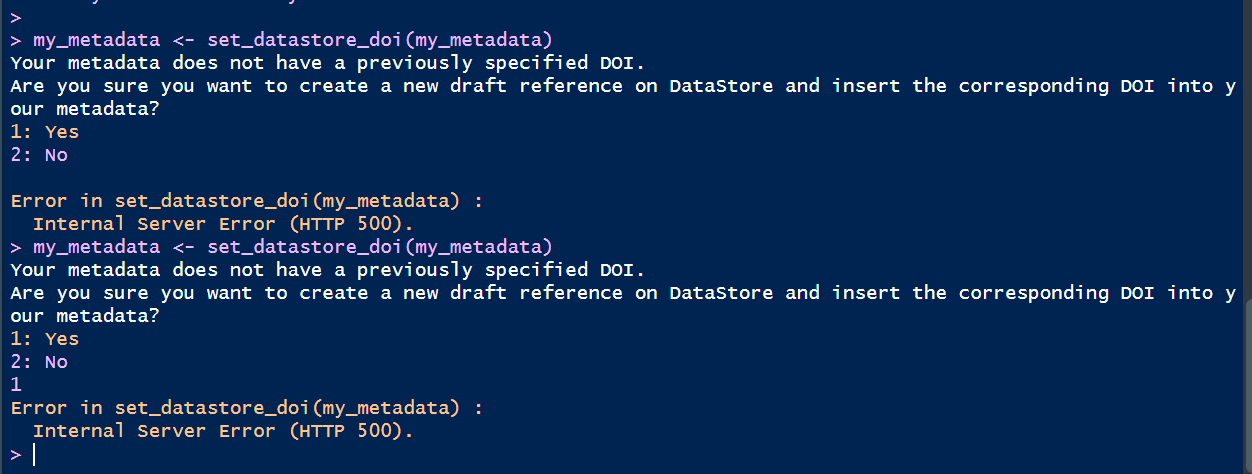 >
> my_metadata <- set_datastore_doi(my_metadata)
Your metadata does not have a previously specified DOI.
Are you sure you want to create a new draft reference on DataStore and insert the corresponding DOI into y
our metadata?
1: Yes
2: No
Error in set_datastore_doi(my_metadata) :
  Internal Server Error (HTTP 500).
> my_metadata <- set_datastore_doi(my_metadata)
Your metadata does not have a previously specified DOI.
Are you sure you want to create a new draft reference on DataStore and insert the corresponding DOI into y
our metadata?
1: Yes
2: No
1
Error in set_datastore_doi(my_metadata) :
  Internal Server Error (HTTP 500).
>